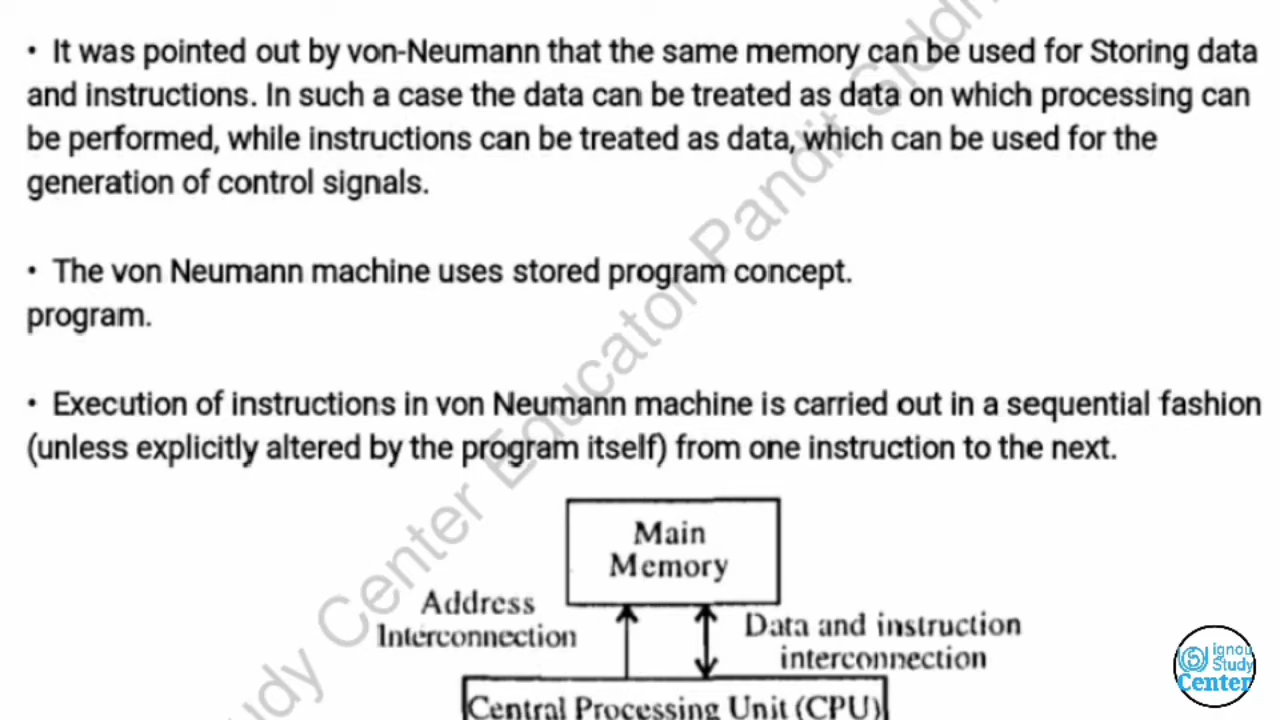 • It was pointed out by von-Neumann that the same memory can be used for Storing data
and instructions. In such a case the data can be treated as data on which processing can
be performed, while instructions can be treated as data, which can be used for the
generation of control signals.
• The von Neumann machine uses stored program concept.
program.
• Execution of instructions in von Neumann machine is carried out in a sequential fashion
(unless explicitly altered by the program itself) from one instruction to the next.
Main
Memory
Address
Interconnection
Data and instruction
interconnection
Central Processing Unit (CPU)
Center Educator Pandit
ignou
Study
Center